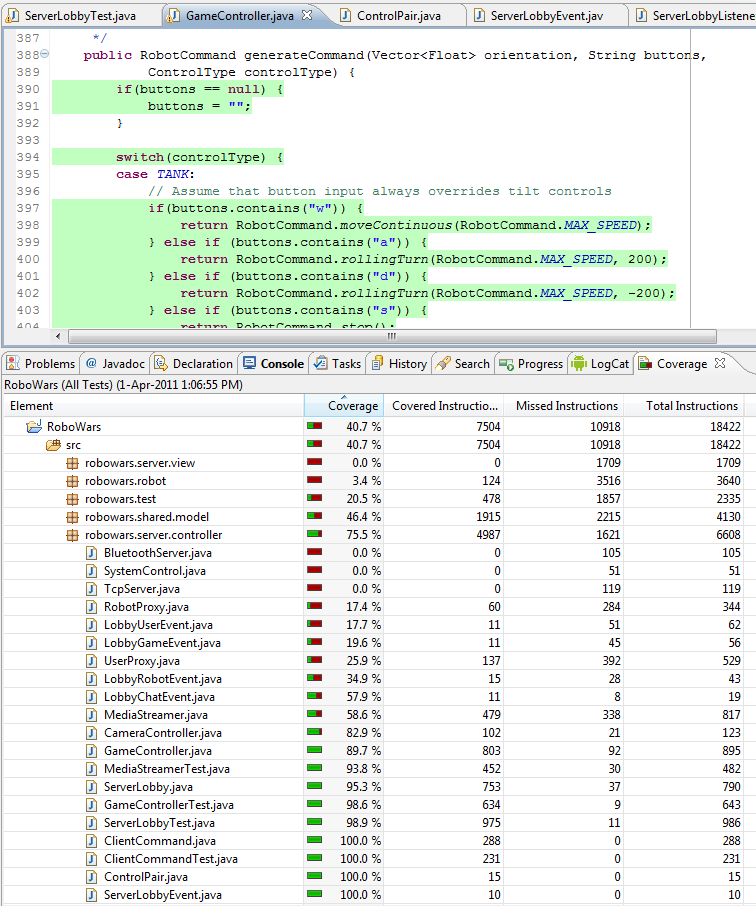 ServerLobbyTest.java GameController.java ControlPair.java ServerLobbyEvent.jav ServerLobbyListene
387 */
388 public RobotCommand generateCommand(Vector<Float> orientation, String buttons,
389 ControlType controlType) {
390 if(buttons == null) {
391 buttons = "";
392 }
393
394 switch(controlType) {
395 case TANK:
396 // Assume that button input always overrides tilt controls
397 if(buttons.contains("w")) {
398 return RobotCommand.moveContinuous(RobotCommand.MAX_SPEED);
399 } else if (buttons.contains("a")) {
400 return RobotCommand.rollingTurn(RobotCommand.MAX_SPEED, 200);
401 } else if (buttons.contains("d")) {
402 return RobotCommand.rollingTurn(RobotCommand.MAX_SPEED, -200);
403 } else if (buttons.contains("s")) {
404 return RobotCommand.stop();
Problems @ Javadoc Declaration Console Tasks History Search Progress LogCat Coverage
RoboWars (All Tests) (1-Apr-2011 1:06:55 PM)
Element Coverage Covered Instructio... Missed Instructions Total Instructions
RoboWars 40.7 % 7504 10918 18422
src 40.7 % 7504 10918 18422
robowars.server.view 0.0 % 0 1709 1709
robowars.robot 3.4 % 124 3516 3640
robowars.test 20.5 % 478 1857 2335
robowars.shared.model 46.4 % 1915 2215 4130
robowars.server.controller 75.5 % 4987 1621 6608
BluetoothServer.java 0.0 % 0 105 105
SystemControl.java 0.0 % 0 51 51
TcpServer.java 0.0 % 0 119 119
RobotProxy.java 17.4 % 60 284 344
LobbyUserEvent.java 17.7 % 11 51 62
LobbyGameEvent.java 19.6 % 11 45 56
UserProxy.java 25.9 % 137 392 529
LobbyRobotEvent.java 34.9 % 15 28 43
LobbyChatEvent.java 57.9 % 11 8 19
MediaStreamer.java 58.6 % 479 338 817
CameraController.java 82.9 % 102 21 123
GameController.java 89.7 % 803 92 895
MediaStreamerTest.java 93.8 % 452 30 482
ServerLobby.java 95.3 % 753 37 790
GameControllerTest.java 98.6 % 634 9 643
ServerLobbyTest.java 98.9 % 975 11 986
ClientCommand.java 100.0 % 288 0 288
ClientCommandTest.java 100.0 % 231 0 231
ControlPair.java 100.0 % 15 0 15
ServerLobbyEvent.java 100.0 % 10 0 10